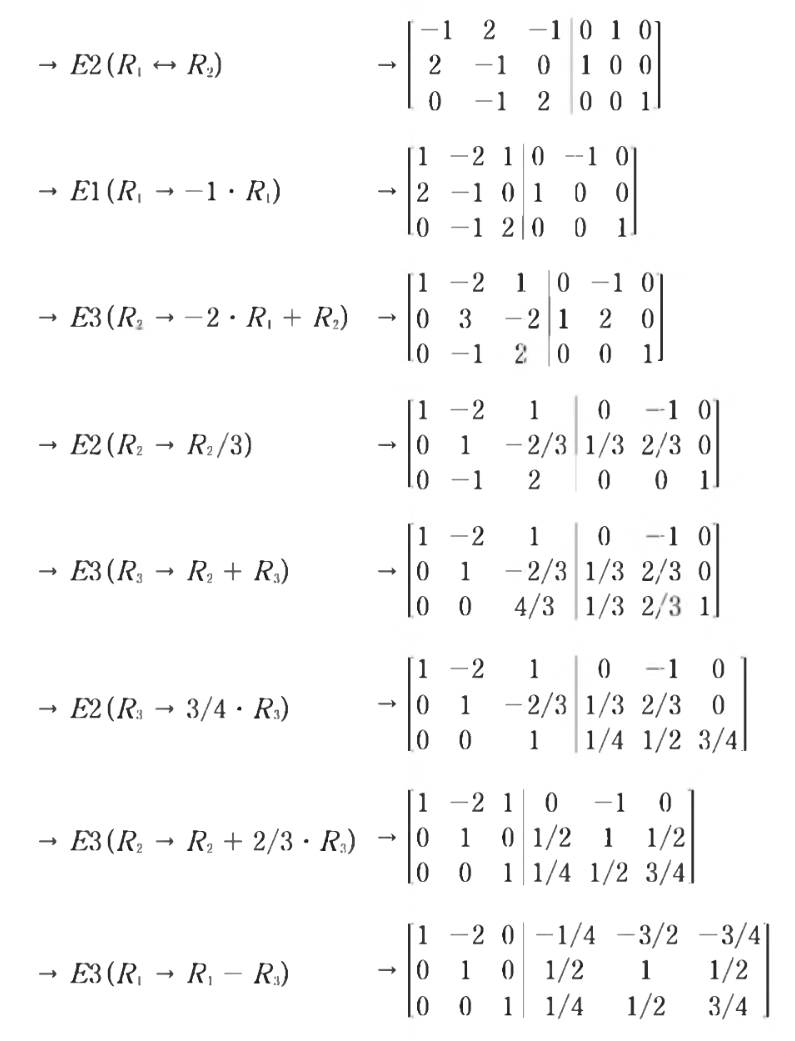 → E2(R₁ ↔ R₂) → [−1 2 −1 | 0 1 0]
[2 −1 0 | 1 0 0]
[0 −1 2 | 0 0 1]
→ E1(R₁ → −1 · R₁) → [1 −2 1 | 0 −1 0]
[2 −1 0 | 1 0 0]
[0 −1 2 | 0 0 1]
→ E3(R₂ → −2 · R₁ + R₂) → [1 −2 1 | 0 −1 0]
[0 3 −2 | 1 2 0]
[0 −1 2 | 0 0 1]
→ E2(R₂ → R₂/3) → [1 −2 1 | 0 −1 0]
[0 1 −2/3 | 1/3 2/3 0]
[0 −1 2 | 0 0 1]
→ E3(R₃ → R₂ + R₃) → [1 −2 1 | 0 −1 0]
[0 1 −2/3 | 1/3 2/3 0]
[0 0 4/3 | 1/3 2/3 1]
→ E2(R₃ → 3/4 · R₃) → [1 −2 1 | 0 −1 0]
[0 1 −2/3 | 1/3 2/3 0]
[0 0 1 | 1/4 1/2 3/4]
→ E3(R₂ → R₂ + 2/3 · R₃) → [1 −2 1 | 0 −1 0]
[0 1 0 | 1/2 1 1/2]
[0 0 1 | 1/4 1/2 3/4]
→ E3(R₁ → R₁ − R₃) → [1 −2 0 | −1/4 −3/2 −3/4]
[0 1 0 | 1/2 1 1/2]
[0 0 1 | 1/4 1/2 3/4]